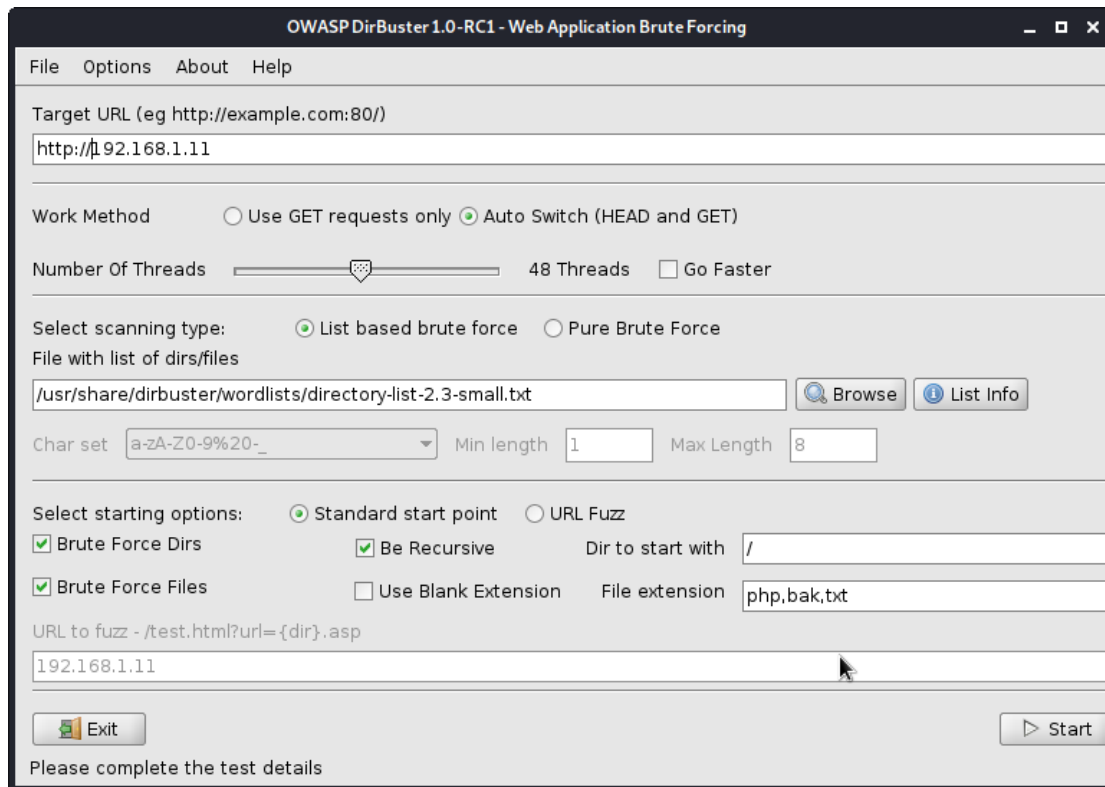 OWASP DirBuster 1.0-RC1 - Web Application Brute Forcing
File Options About Help
Target URL (eg http://example.com:80/)
http://192.168.1.11
Work Method Use GET requests only Auto Switch (HEAD and GET)
Number Of Threads 48 Threads Go Faster
Select scanning type: List based brute force Pure Brute Force
File with list of dirs/files
/usr/share/dirbuster/wordlists/directory-list-2.3-small.txt Browse List Info
Char set a-zA-Z0-9%20-_ Min length 1 Max Length 8
Select starting options: Standard start point URL Fuzz
Brute Force Dirs Be Recursive Dir to start with /
Brute Force Files Use Blank Extension File extension php,bak,txt
URL to fuzz - /test.html?url={dir}.asp
192.168.1.11
Exit Start
Please complete the test details